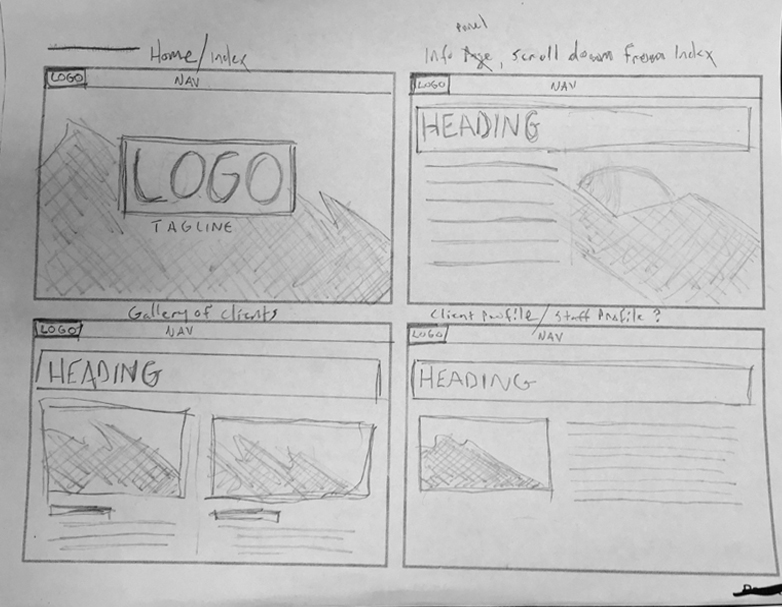 Home/Index
LOGO
NAV
LOGO
TAGLINE
panel
Info Page, scroll down from Index
LOGO
NAV
HEADING
Gallery of Clients
LOGO
NAV
HEADING
Client Profile/Staff Profile?
LOGO
NAV
HEADING